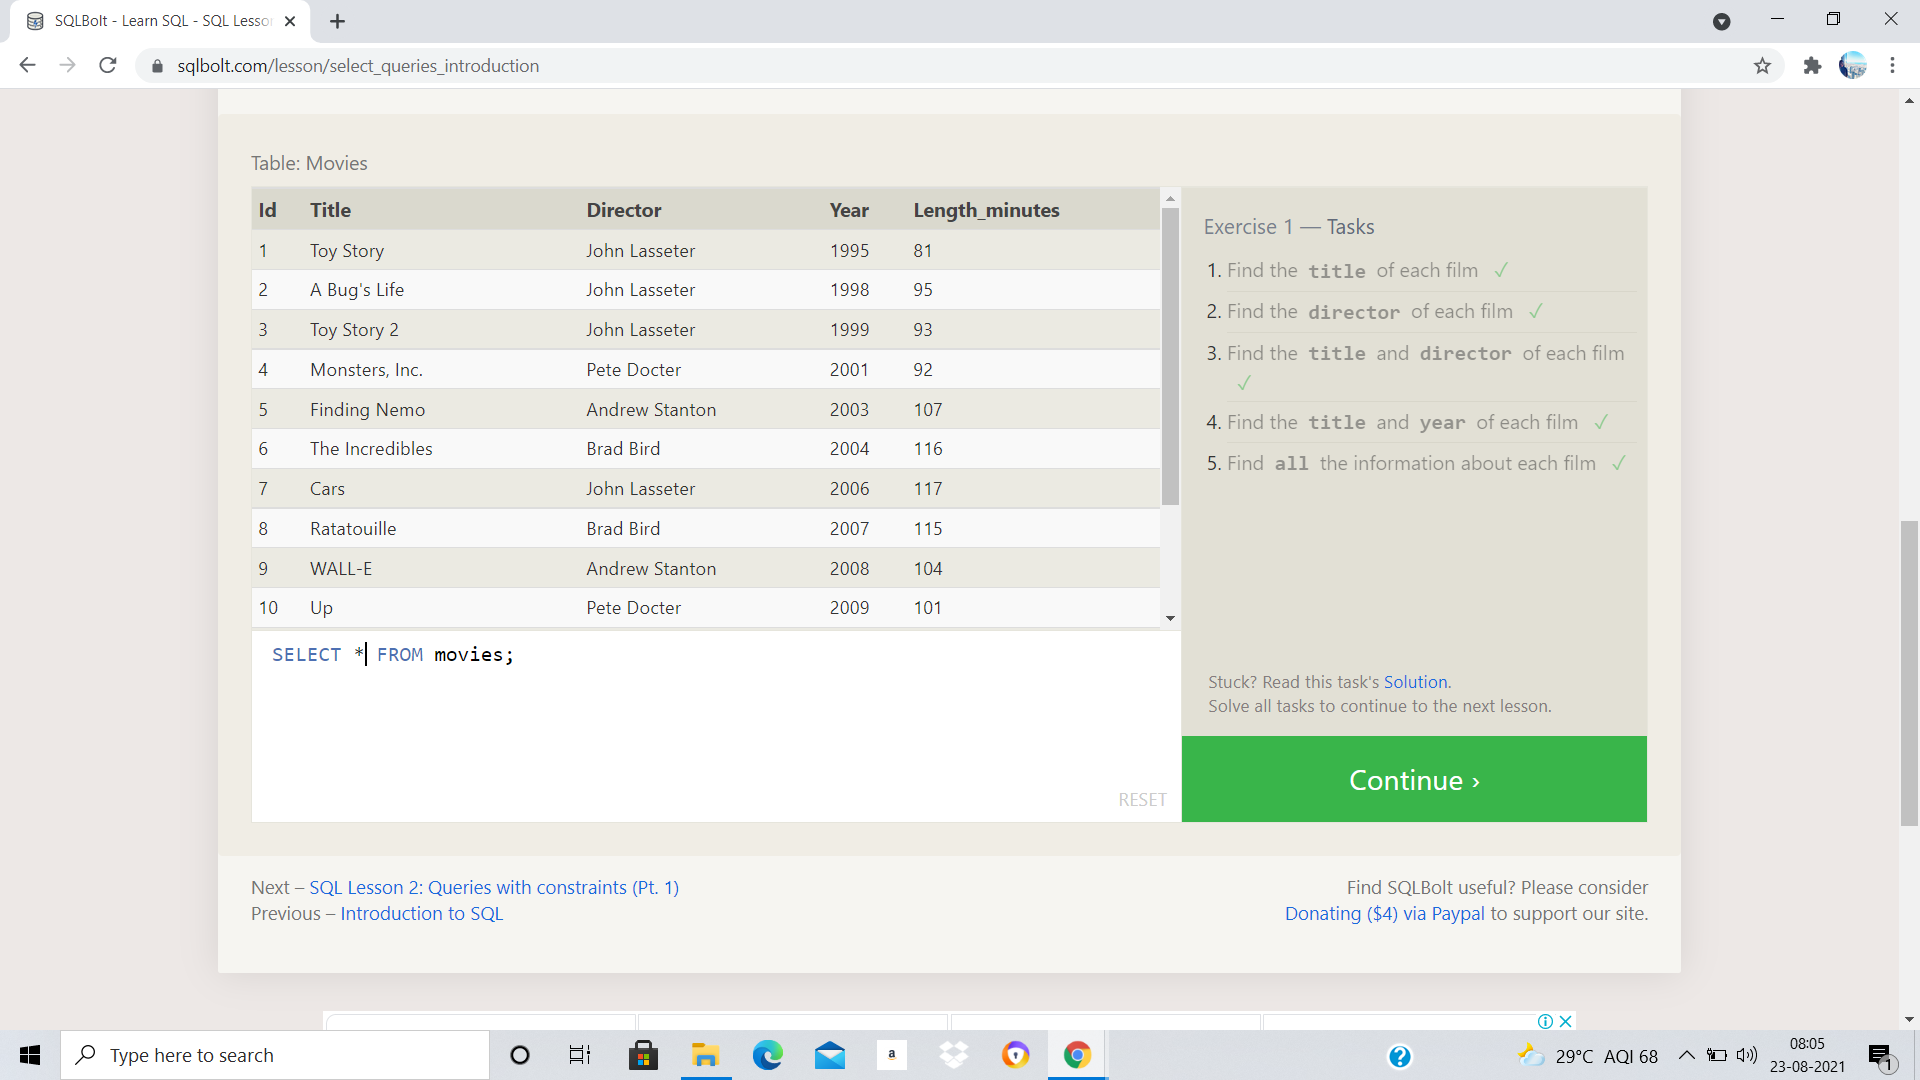 SQLBolt - Learn SQL - SQL Lesso
sqlbolt.com/lesson/select_queries_introduction
Table: Movies
Id Title Director Year Length_minutes
1 Toy Story John Lasseter 1995 81
2 A Bug's Life John Lasseter 1998 95
3 Toy Story 2 John Lasseter 1999 93
4 Monsters, Inc. Pete Docter 2001 92
5 Finding Nemo Andrew Stanton 2003 107
6 The Incredibles Brad Bird 2004 116
7 Cars John Lasseter 2006 117
8 Ratatouille Brad Bird 2007 115
9 WALL-E Andrew Stanton 2008 104
10 Up Pete Docter 2009 101
SELECT * FROM movies;
RESET
Exercise 1 — Tasks
1. Find the title of each film ✓
2. Find the director of each film ✓
3. Find the title and director of each film
✓
4. Find the title and year of each film ✓
5. Find all the information about each film ✓
Stuck? Read this task's Solution.
Solve all tasks to continue to the next lesson.
Continue ›
Next – SQL Lesson 2: Queries with constraints (Pt. 1)
Previous – Introduction to SQL
Find SQLBolt useful? Please consider
Donating ($4) via Paypal to support our site.
Type here to search
a
29°C AQI 68
08:05
23-08-2021
1